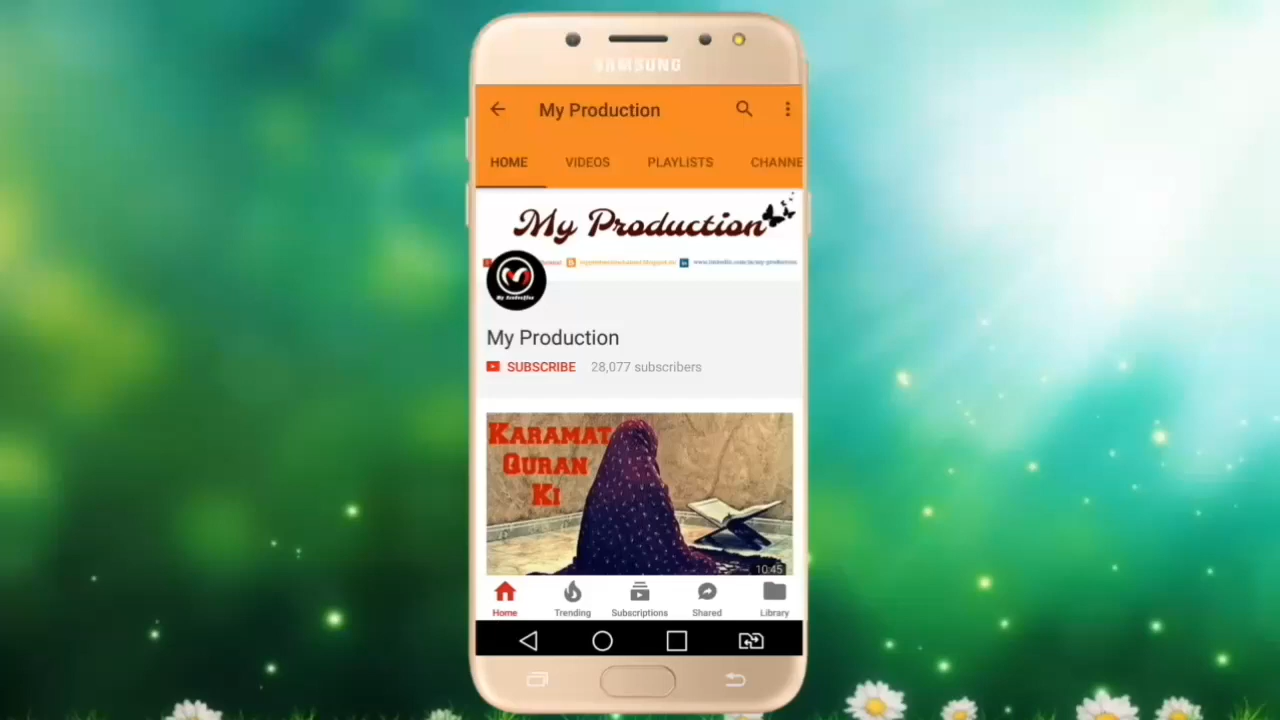 SAMSUNG
My Production
HOME VIDEOS PLAYLISTS CHANNE
My Production
My Production
SUBSCRIBE 28,077 subscribers
KARAMAT
QURAN
KI
10:45
Home Trending Subscriptions Shared Library